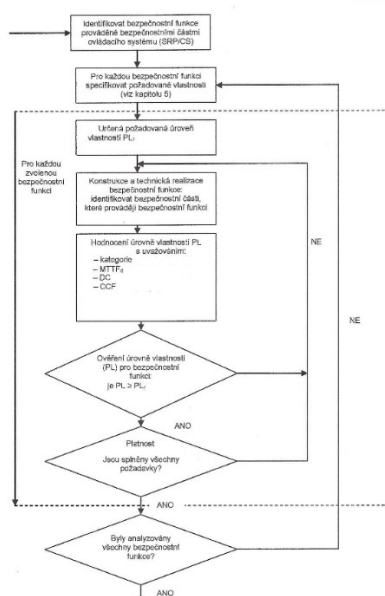 Identifikovat bezpečnostní funkce
prováděné bezpečnostními částmi
ovládacího systému (SRP/CS)
Pro každou bezpečnostní funkci
specifikovat požadované vlastnosti
(viz kapitolu 5)
Určená požadovaná úroveň
vlastností PLr
Pro každou
zvolenou
bezpečnostní
funkci
Konstrukce a technická realizace
bezpečnostní funkce:
identifikovat bezpečnostní části,
které provádějí bezpečnostní funkci
Hodnocení úrovně vlastností PL
s uvažováním:
– kategorie
– MTTFd
– DC
– CCF
NE
NE
Ověření úrovně vlastností
(PL) pro bezpečnostní
funkci:
je PL ≥ PLr
ANO
Platnost
Jsou splněny všechny
požadavky?
ANO
Byly analyzovány
všechny bezpečnostní
funkce?
ANO